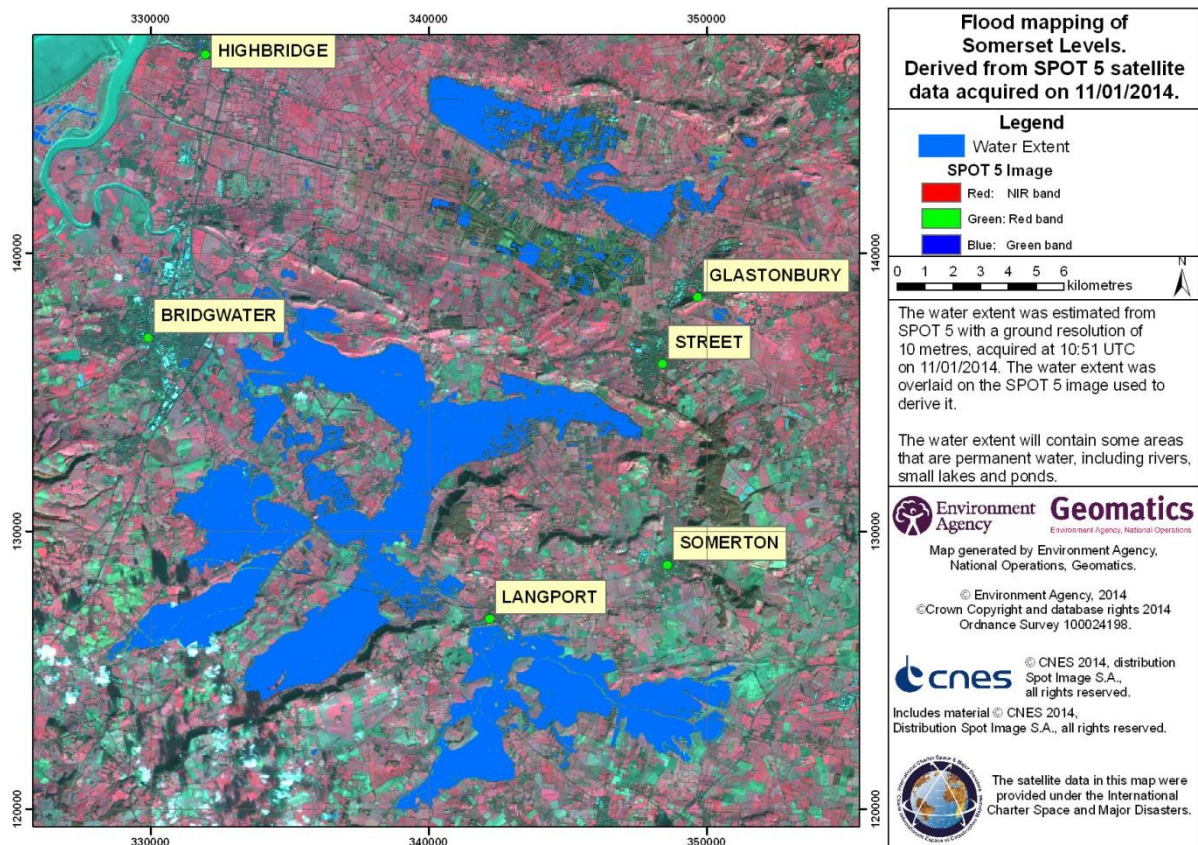 330000
340000
350000
HIGHBRIDGE
140000
140000
GLASTONBURY
BRIDGWATER
STREET
130000
130000
SOMERTON
LANGPORT
120000
120000
330000
340000
350000
Flood mapping of
Somerset Levels.
Derived from SPOT 5 satellite
data acquired on 11/01/2014.
Legend
Water Extent
SPOT 5 Image
Red: NIR band
Green: Red band
Blue: Green band
0 1 2 3 4 5 6
kilometres
N
The water extent was estimated from
SPOT 5 with a ground resolution of
10 metres, acquired at 10:51 UTC
on 11/01/2014. The water extent was
overlaid on the SPOT 5 image used to
derive it.
The water extent will contain some areas
that are permanent water, including rivers,
small lakes and ponds.
Environment
Agency
Geomatics
Environment Agency, National Operations
Map generated by Environment Agency,
National Operations, Geomatics.
© Environment Agency, 2014
©Crown Copyright and database rights 2014
Ordnance Survey 100024198.
cnes
© CNES 2014, distribution
Spot Image S.A.,
all rights reserved.
Includes material © CNES 2014,
Distribution Spot Image S.A., all rights reserved.
The satellite data in this map were
provided under the International
Charter Space and Major Disasters.